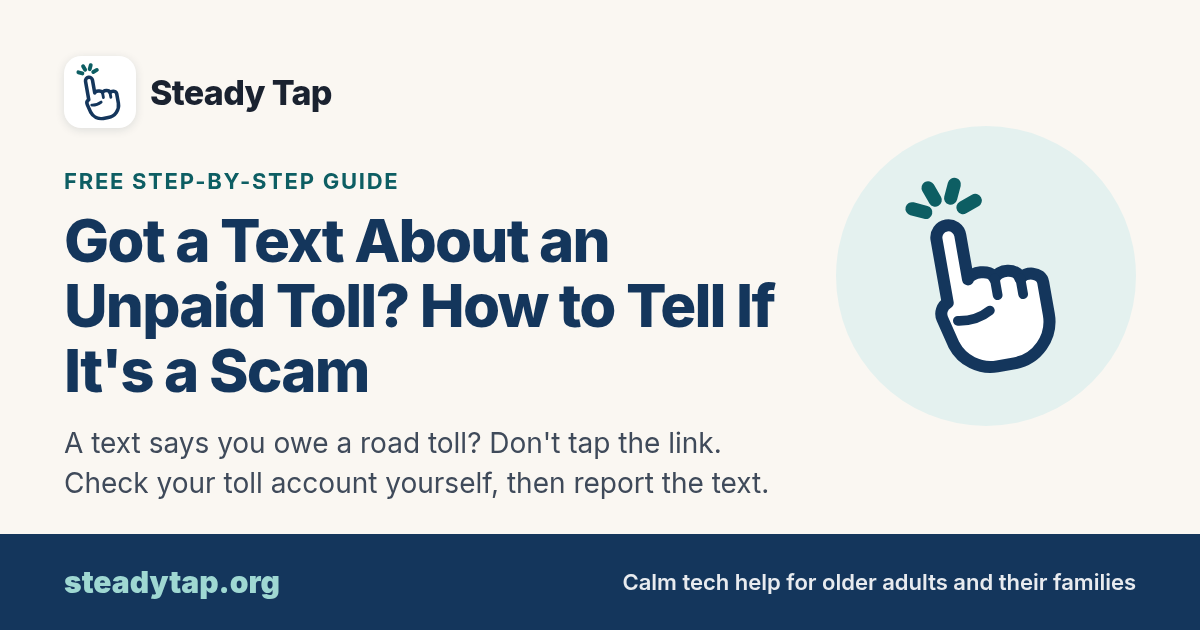 Steady Tap
FREE STEP-BY-STEP GUIDE
Got a Text About an
Unpaid Toll? How to Tell If
It's a Scam
A text says you owe a road toll? Don't tap the link.
Check your toll account yourself, then report the text.
steadytap.org
Calm tech help for older adults and their families